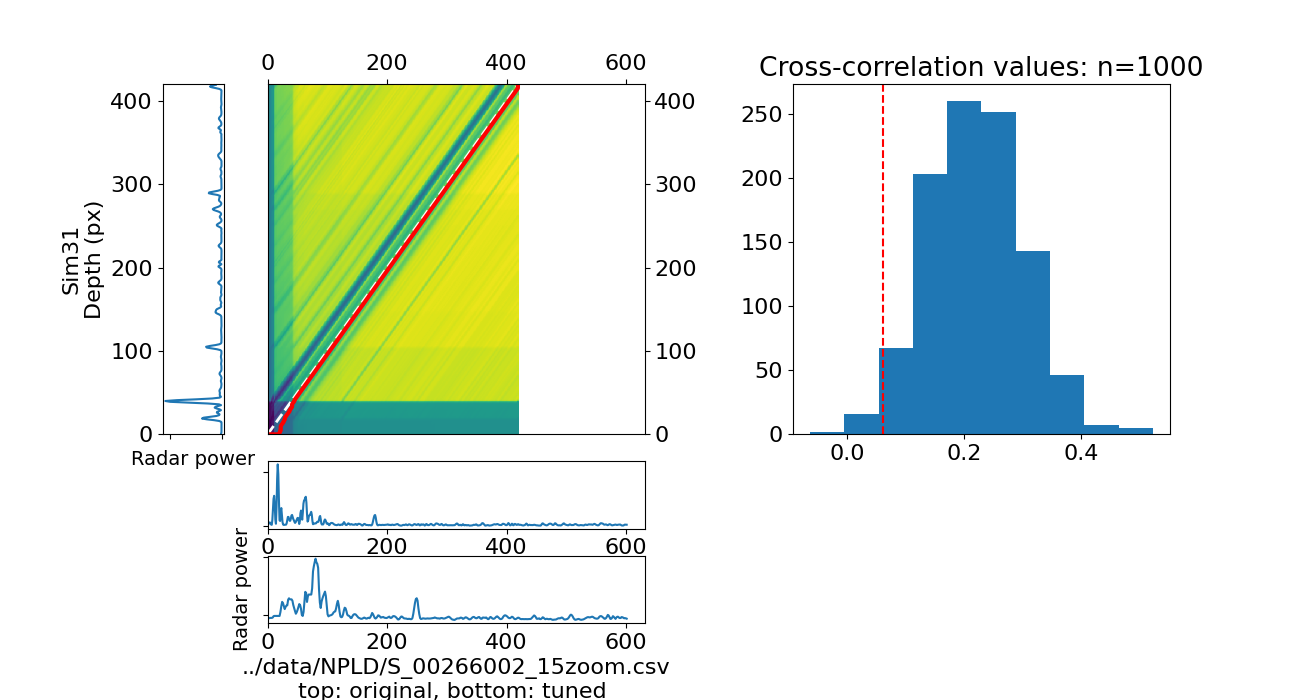 0 200 400 600
Cross-correlation values: n=1000
400
300
200
100
0
Sim31
Depth (px)
Radar power
400
300
200
100
0
250
200
150
100
50
0
0.0 0.2 0.4
0 200 400 600
Radar power
0 200 400 600
../data/NPLD/S_00266002_15zoom.csv
top: original, bottom: tuned